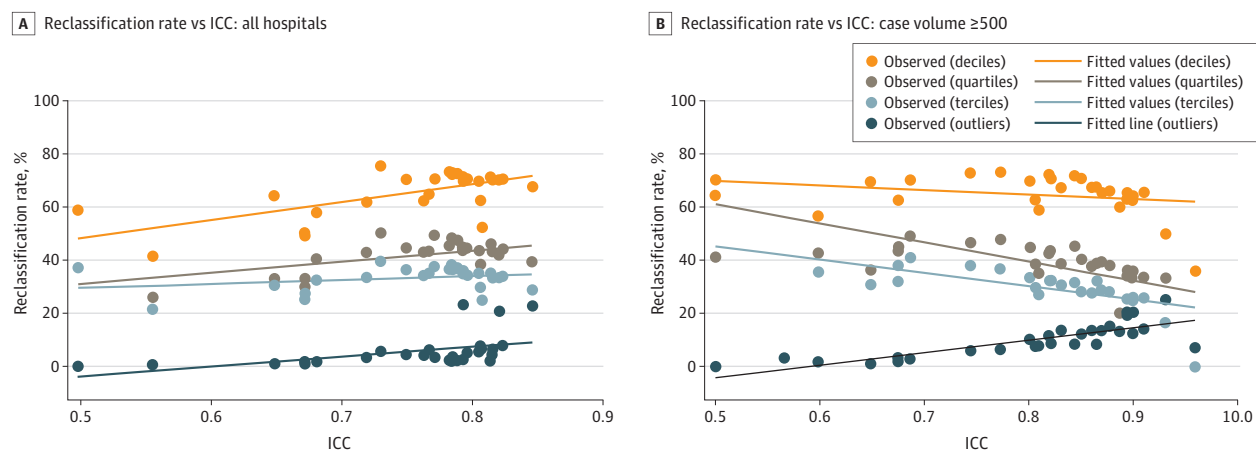 A Reclassification rate vs ICC: all hospitals
Reclassification rate, %
100
80
60
40
20
0
0.5 0.6 0.7 0.8 0.9
ICC
B Reclassification rate vs ICC: case volume ≥500
Observed (deciles) Fitted values (deciles)
Observed (quartiles) Fitted values (quartiles)
Observed (terciles) Fitted values (terciles)
Observed (outliers) Fitted line (outliers)
Reclassification rate, %
100
80
60
40
20
0
0.5 0.6 0.7 0.8 0.9 10.0
ICC